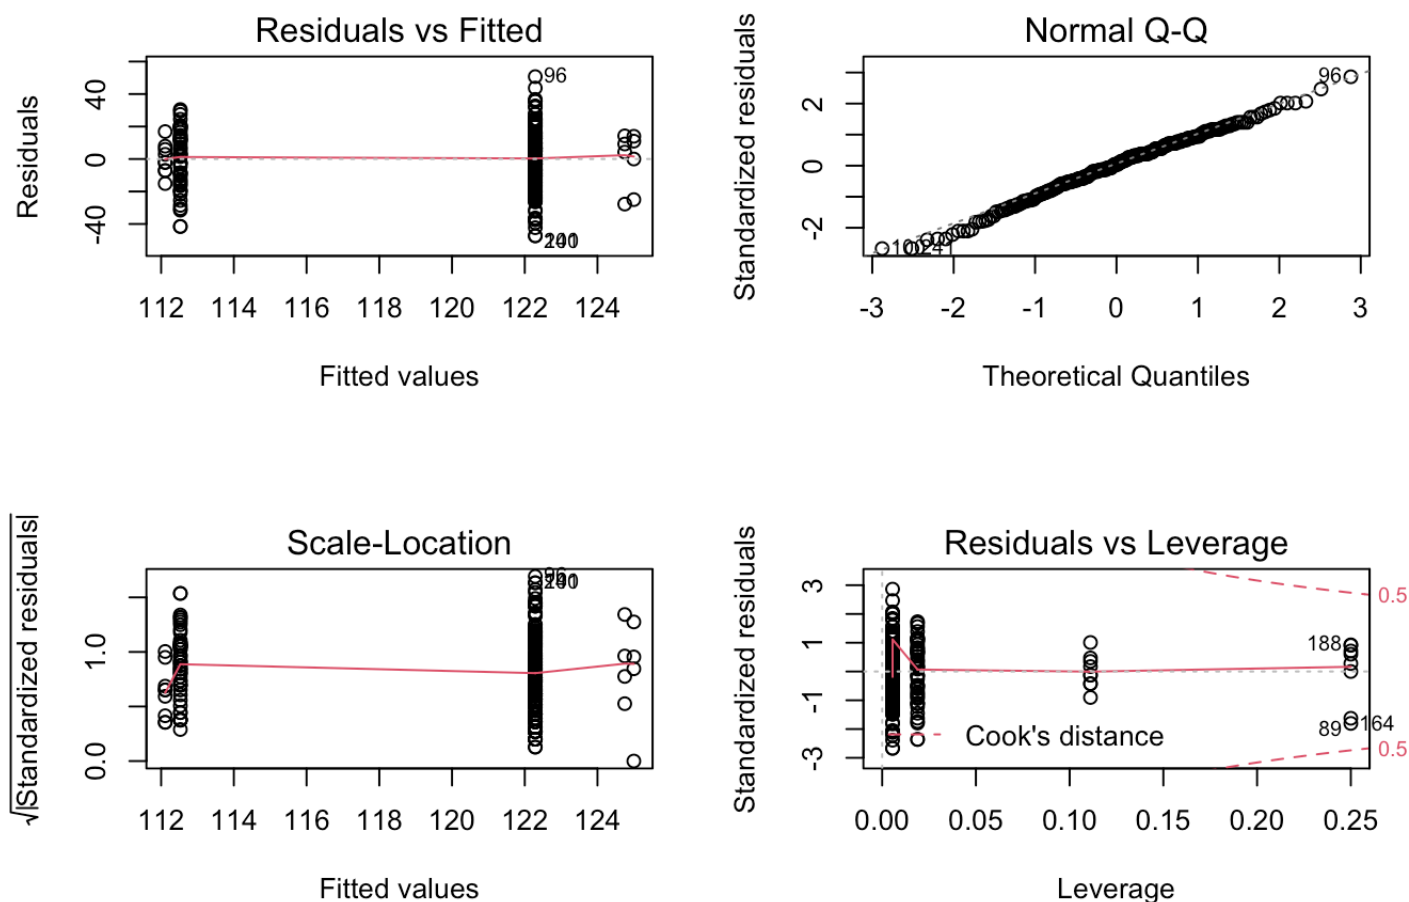 Residuals vs Fitted
Residuals
40
0
-40
96
112 114 116 118 120 122 124
Fitted values
Normal Q-Q
Standardized residuals
2
0
-2
96
-3 -2 -1 0 1 2 3
Theoretical Quantiles
Scale-Location
√|Standardized residuals|
1.0
0.0
112 114 116 118 120 122 124
Fitted values
Residuals vs Leverage
Standardized residuals
3
1
-1
-3
0.5
188
89
164
0.5
Cook's distance
0.00 0.05 0.10 0.15 0.20 0.25
Leverage